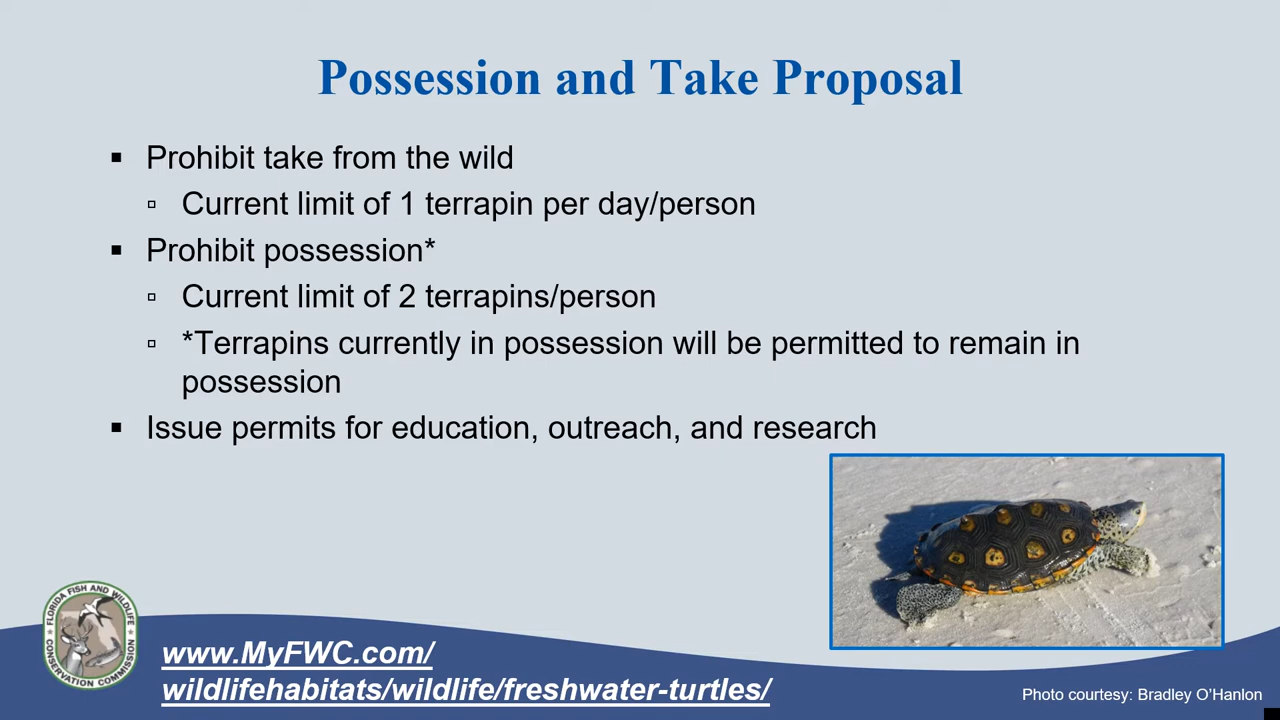 Possession and Take Proposal
▪ Prohibit take from the wild
▫ Current limit of 1 terrapin per day/person
▪ Prohibit possession*
▫ Current limit of 2 terrapins/person
▫ *Terrapins currently in possession will be permitted to remain in
possession
▪ Issue permits for education, outreach, and research
FLORIDA FISH AND WILDLIFE
CONSERVATION COMMISSION
www.MyFWC.com/
wildlifehabitats/wildlife/freshwater-turtles/
Photo courtesy: Bradley O'Hanlon